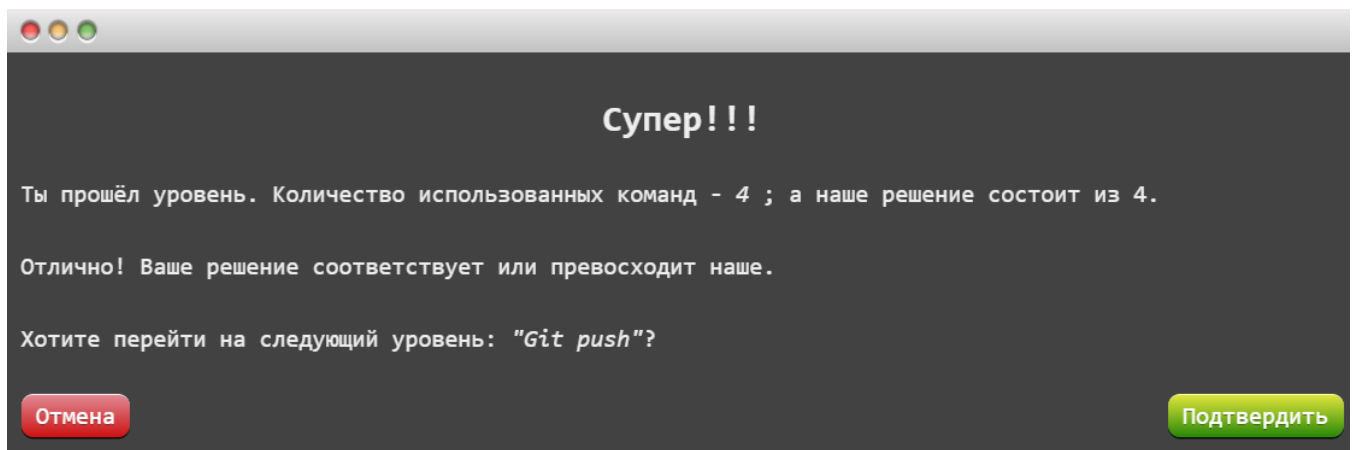 Супер!!!
Ты прошёл уровень. Количество использованных команд - 4 ; а наше решение состоит из 4.
Отлично! Ваше решение соответствует или превосходит наше.
Хотите перейти на следующий уровень: "Git push"?
Отмена
Подтвердить